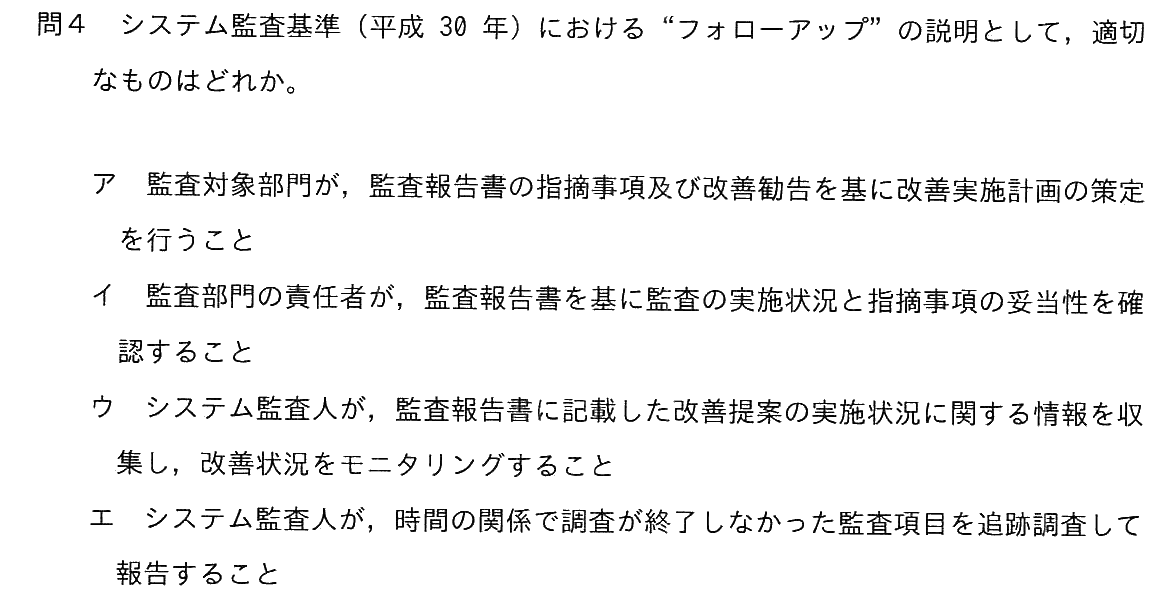 問4 システム監査基準（平成 30 年）における“フォローアップ”の説明として，適切
なものはどれか。
ア 監査対象部門が，監査報告書の指摘事項及び改善勧告を基に改善実施計画の策定
を行うこと
イ 監査部門の責任者が，監査報告書を基に監査の実施状況と指摘事項の妥当性を確
認すること
ウ システム監査人が，監査報告書に記載した改善提案の実施状況に関する情報を収
集し，改善状況をモニタリングすること
エ システム監査人が，時間の関係で調査が終了しなかった監査項目を追跡調査して
報告すること